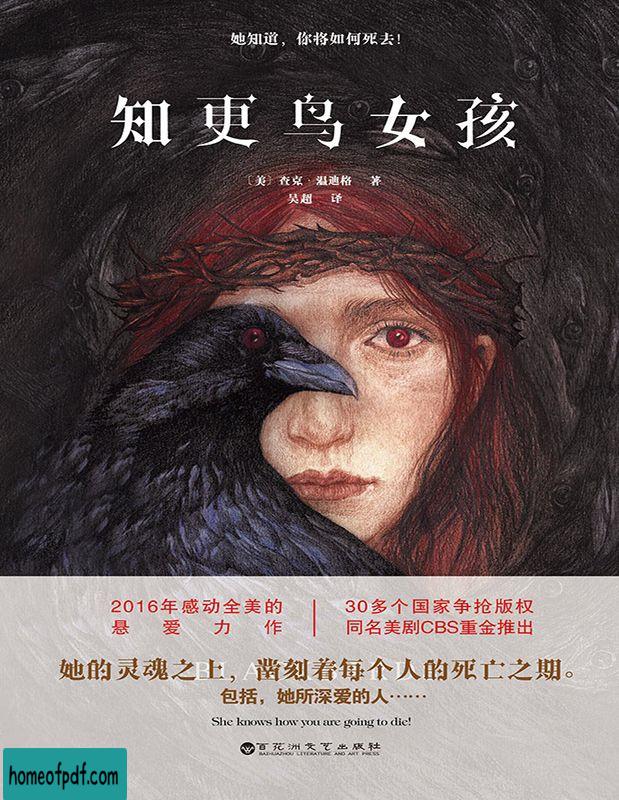 她知道，你将如何死去！
知更鸟女孩
〔美〕查克·温迪格 著
吴超 译
2016年感动全美的
悬爱力作
30多个国家争抢版权
同名美剧CBS重金推出
她的灵魂之上，凿刻着每个人的死亡之期。
包括，她所深爱的人……
She knows how you are going to die!
百花洲文艺出版社
BAIHUAZHOU LITERATURE AND ART PRESS
homeofpdf.com